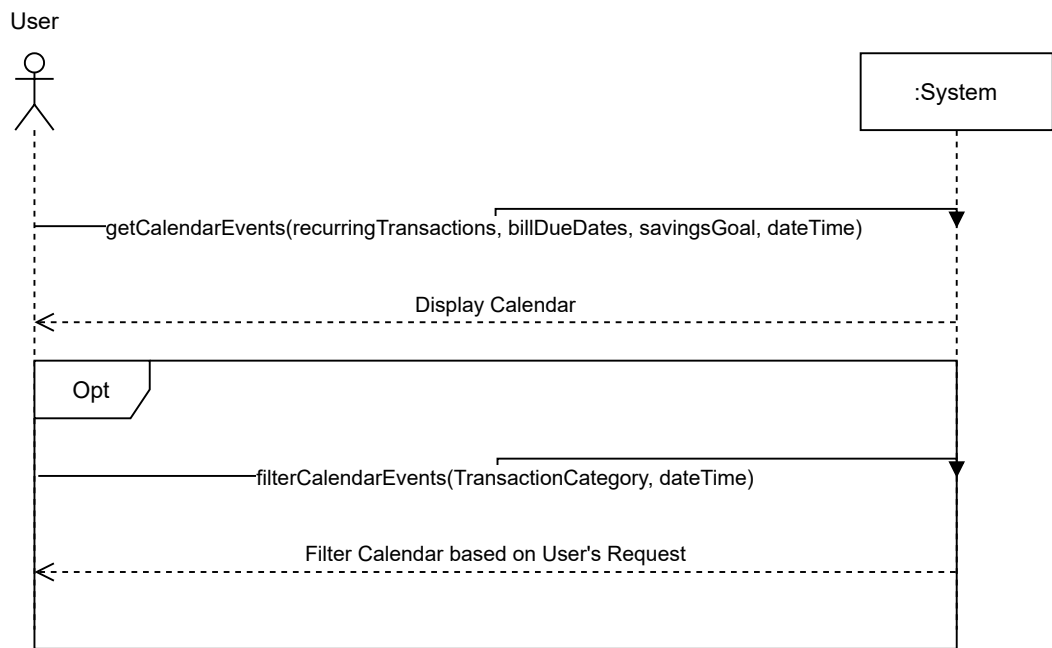 User
:System
getCalendarEvents(recurringTransactions, billDueDates, savingsGoal, dateTime)
Display Calendar
Opt
filterCalendarEvents(TransactionCategory, dateTime)
Filter Calendar based on User's Request